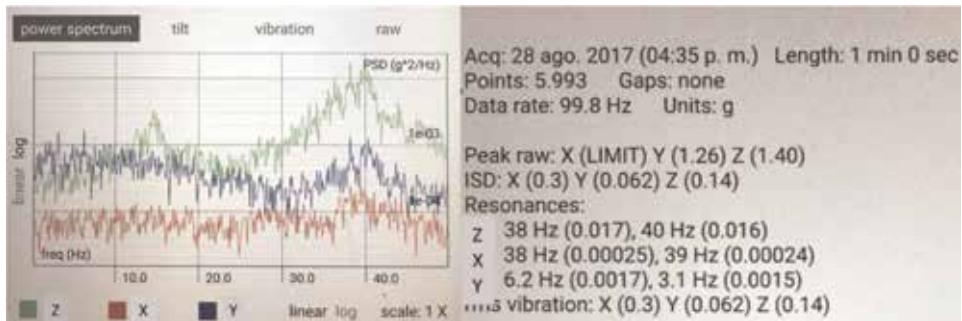 power spectrum tilt vibration raw
PSD (g^2/Hz)
linear log
1e-03
1e-04
freq (Hz)
10.0 20.0 30.0 40.0
Z X Y linear log scale: 1 X
Acq: 28 ago. 2017 (04:35 p. m.) Length: 1 min 0 sec
Points: 5.993 Gaps: none
Data rate: 99.8 Hz Units: g
Peak raw: X (LIMIT) Y (1.26) Z (1.40)
ISD: X (0.3) Y (0.062) Z (0.14)
Resonances:
Z 38 Hz (0.017), 40 Hz (0.016)
X 38 Hz (0.00025), 39 Hz (0.00024)
Y 6.2 Hz (0.0017), 3.1 Hz (0.0015)
vibration: X (0.3) Y (0.062) Z (0.14)